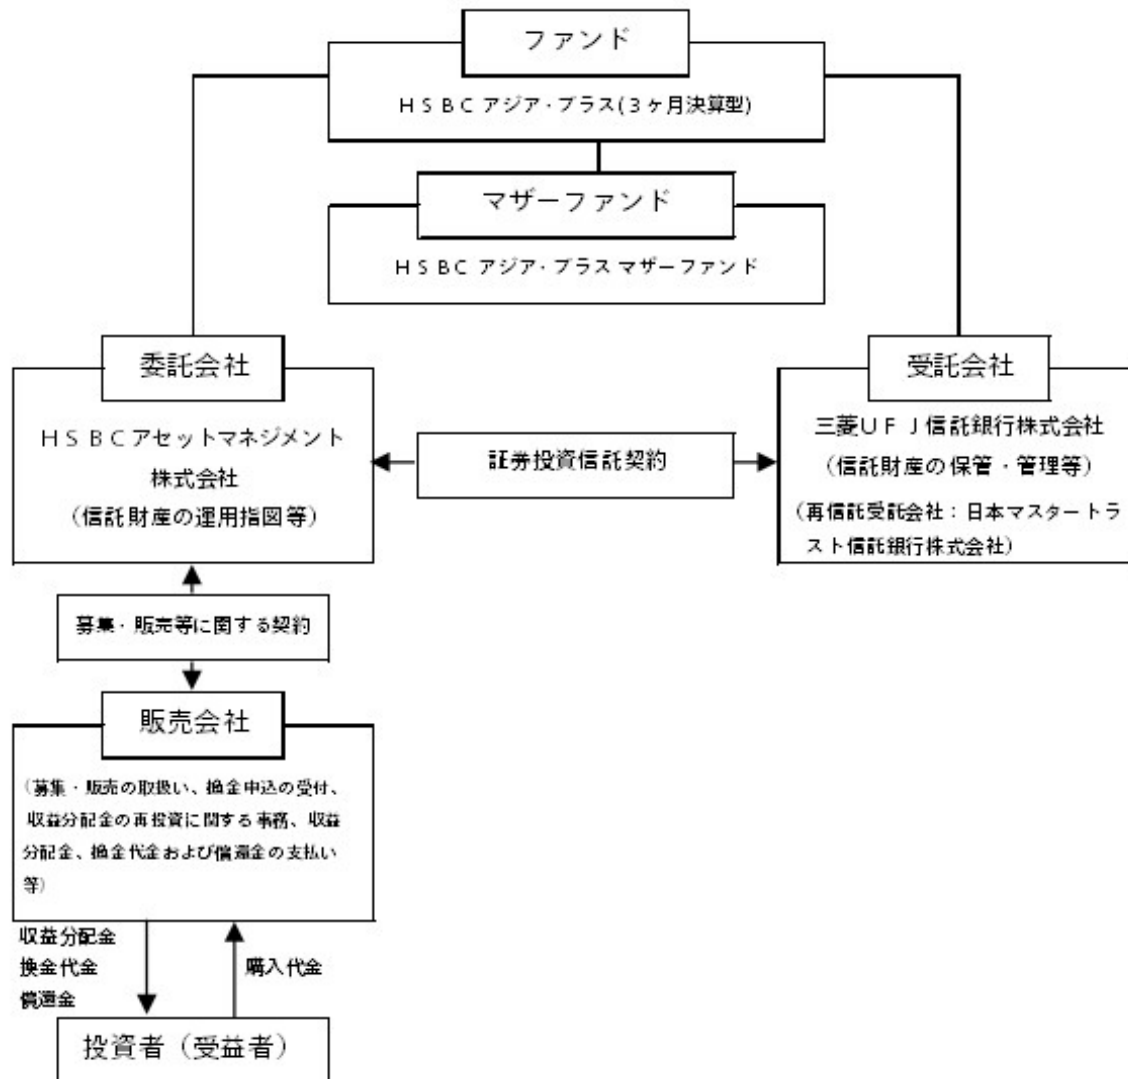 ファンド
HSBC アジア・プラス(3ヶ月決算型)
マザーファンド
HSBC アジア・プラス マザーファンド
委託会社
HSBCアセットマネジメント
株式会社
（信託財産の運用指図等）
証券投資信託契約
受託会社
三菱UFJ信託銀行株式会社
（信託財産の保管・管理等）
（再信託受託会社：日本マスタートラ
スト信託銀行株式会社）
募集・販売等に関する契約
販売会社
（募集・販売の取扱い、換金申込の受付、
収益分配金の再投資に関する事務、収益
分配金、換金代金および償還金の支払い
等）
収益分配金
換金代金
償還金
購入代金
投資者（受益者）